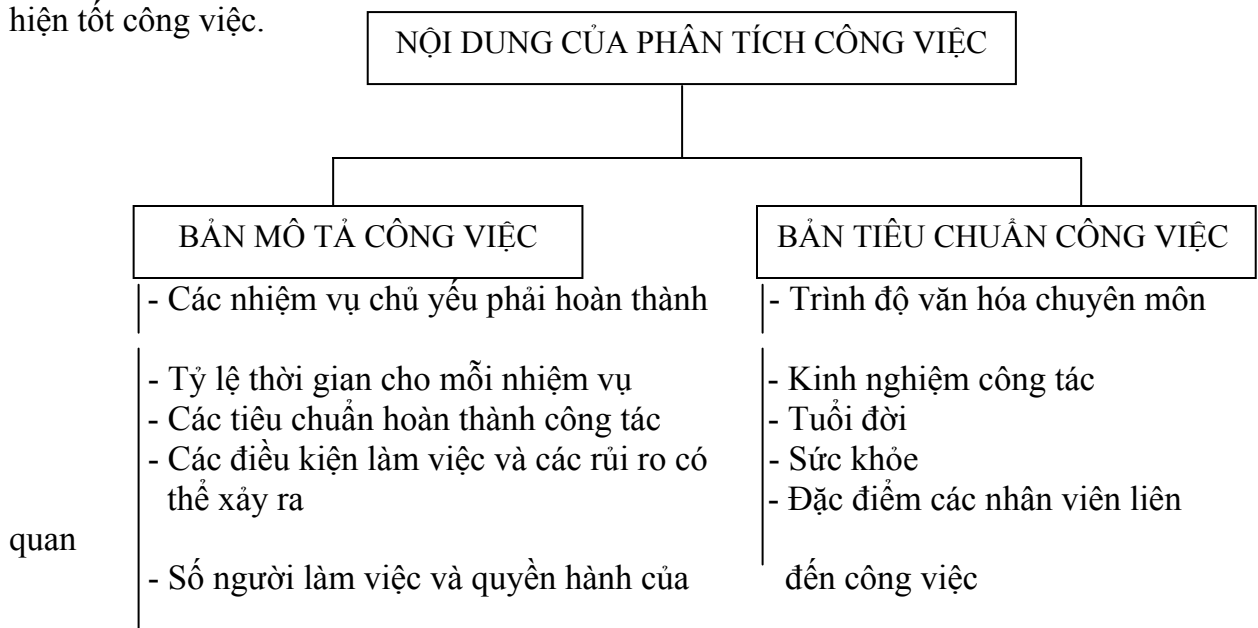 hiện tốt công việc.
NỘI DUNG CỦA PHÂN TÍCH CÔNG VIỆC
BẢN MÔ TẢ CÔNG VIỆC
- Các nhiệm vụ chủ yếu phải hoàn thành
- Tỷ lệ thời gian cho mỗi nhiệm vụ
- Các tiêu chuẩn hoàn thành công tác
- Các điều kiện làm việc và các rủi ro có
thể xảy ra
- Số người làm việc và quyền hành của
BẢN TIÊU CHUẨN CÔNG VIỆC
- Trình độ văn hóa chuyên môn
- Kinh nghiệm công tác
- Tuổi đời
- Sức khỏe
- Đặc điểm các nhân viên liên
quan
đến công việc